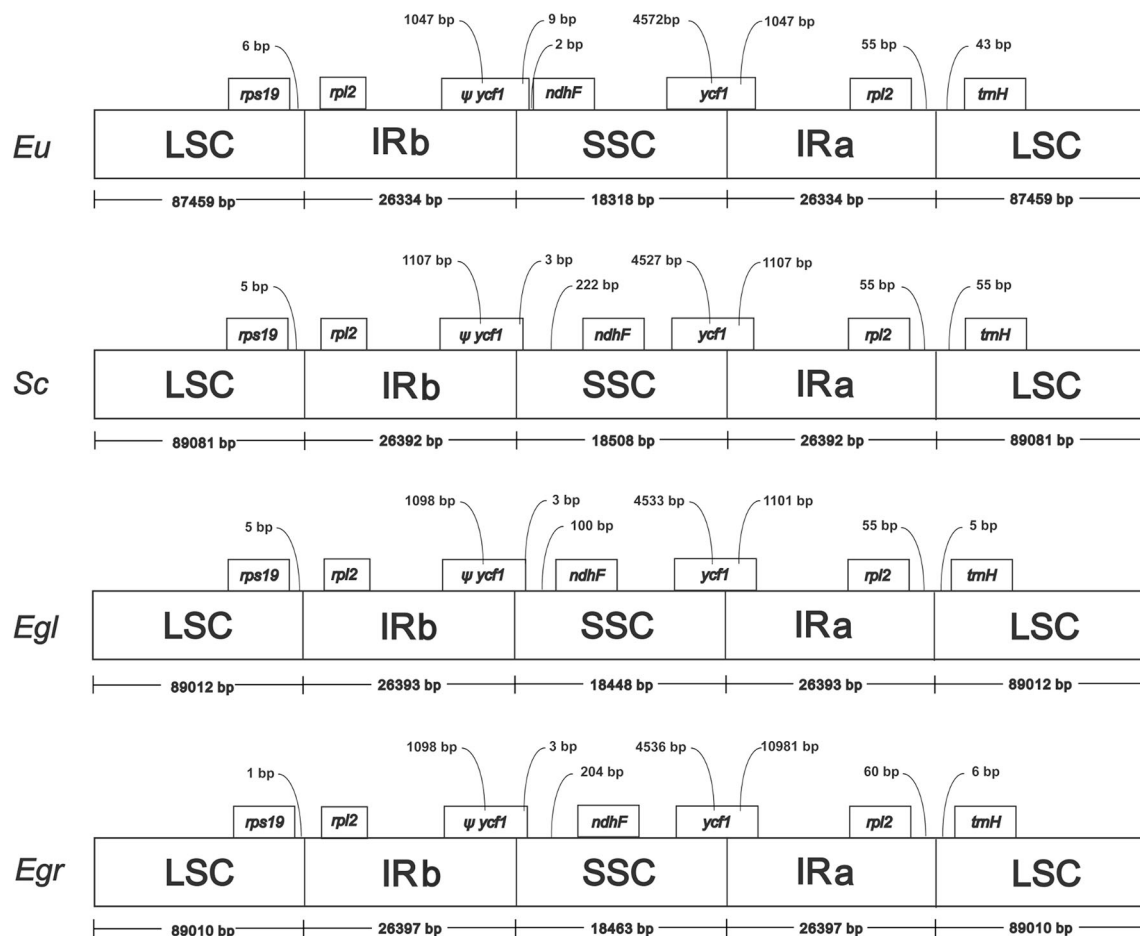 1047 bp 9 bp 4572bp 1047 bp
6 bp 2 bp 55 bp 43 bp
rps19 rpl2 ψ ycf1 ndhF ycf1 rpl2 trnH
Eu LSC IRb SSC IRa LSC
87459 bp 26334 bp 18318 bp 26334 bp 87459 bp
1107 bp 3 bp 4527 bp 1107 bp
5 bp 222 bp 55 bp 55 bp
rps19 rpl2 ψ ycf1 ndhF ycf1 rpl2 trnH
Sc LSC IRb SSC IRa LSC
89081 bp 26392 bp 18508 bp 26392 bp 89081 bp
1098 bp 3 bp 4533 bp 1101 bp
5 bp 100 bp 55 bp 5 bp
rps19 rpl2 ψ ycf1 ndhF ycf1 rpl2 trnH
Egl LSC IRb SSC IRa LSC
89012 bp 26393 bp 18448 bp 26393 bp 89012 bp
1098 bp 3 bp 4536 bp 10981 bp
1 bp 204 bp 60 bp 6 bp
rps19 rpl2 ψ ycf1 ndhF ycf1 rpl2 trnH
Egr LSC IRb SSC IRa LSC
89010 bp 26397 bp 18463 bp 26397 bp 89010 bp